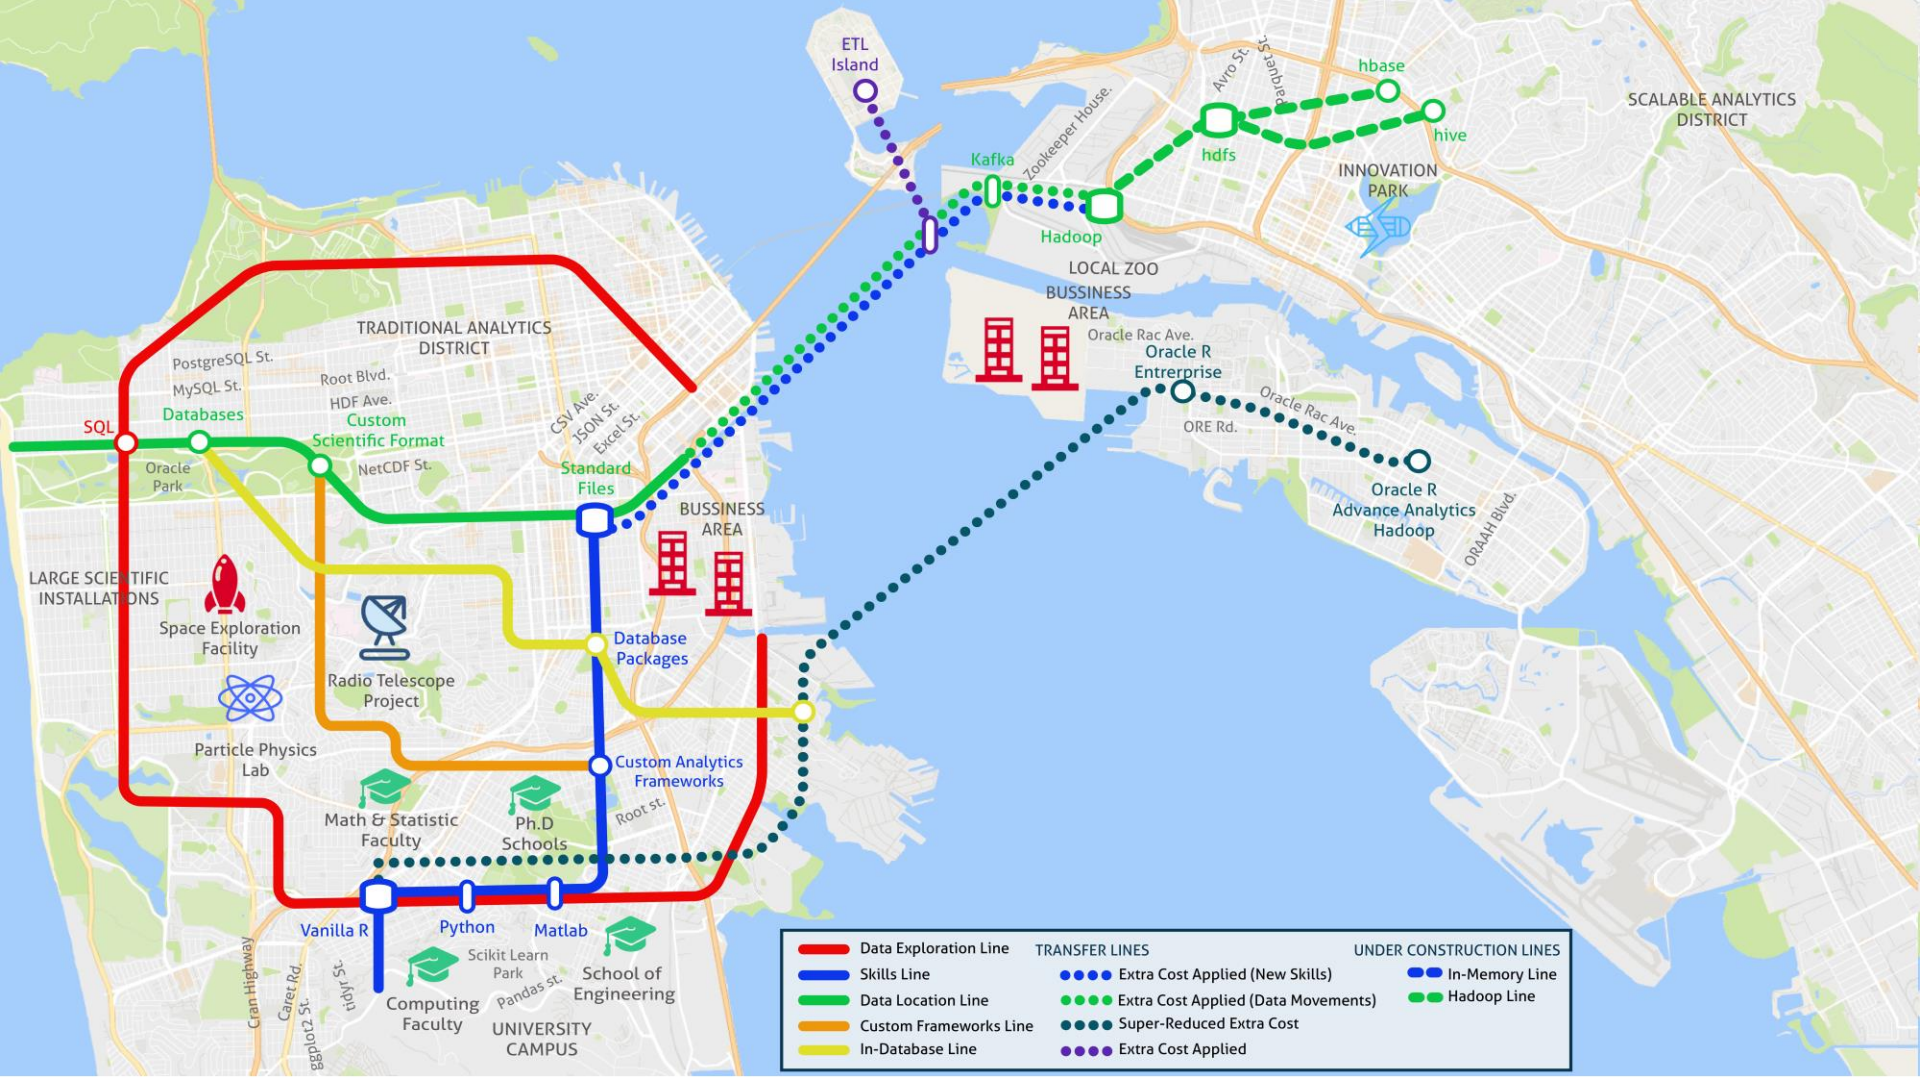 ETL
Island
hbase
hive
Avro St.
Parquet St.
SCALABLE ANALYTICS
DISTRICT
hdfs
INNOVATION
PARK
Kafka
Zookeeper House.
Hadoop
LOCAL ZOO
BUSSINESS
AREA
Oracle Rac Ave.
Oracle R
Entrerprise
Oracle Rac Ave.
ORE Rd.
Oracle R
Advance Analytics
Hadoop
ORAAH Blvd.
TRADITIONAL ANALYTICS
DISTRICT
PostgreSQL St.
MySQL St.
Root Blvd.
HDF Ave.
CSV Ave.
JSON St.
Excel St.
SQL
Databases
Custom
Scientific Format
Oracle
Park
NetCDF St.
Standard
Files
BUSSINESS
AREA
LARGE SCIENTIFIC
INSTALLATIONS
Space Exploration
Facility
Radio Telescope
Project
Database
Packages
Particle Physics
Lab
Custom Analytics
Frameworks
Root st.
Math & Statistic
Faculty
Ph.D
Schools
Vanilla R
Python
Matlab
Scikit Learn
Park
Pandas st.
School of
Engineering
Computing
Faculty
UNIVERSITY
CAMPUS
Cran Highway
Caret Rd.
ggplot2 St.
tidyr St.
Data Exploration Line
Skills Line
Data Location Line
Custom Frameworks Line
In-Database Line
TRANSFER LINES
Extra Cost Applied (New Skills)
Extra Cost Applied (Data Movements)
Super-Reduced Extra Cost
Extra Cost Applied
UNDER CONSTRUCTION LINES
In-Memory Line
Hadoop Line